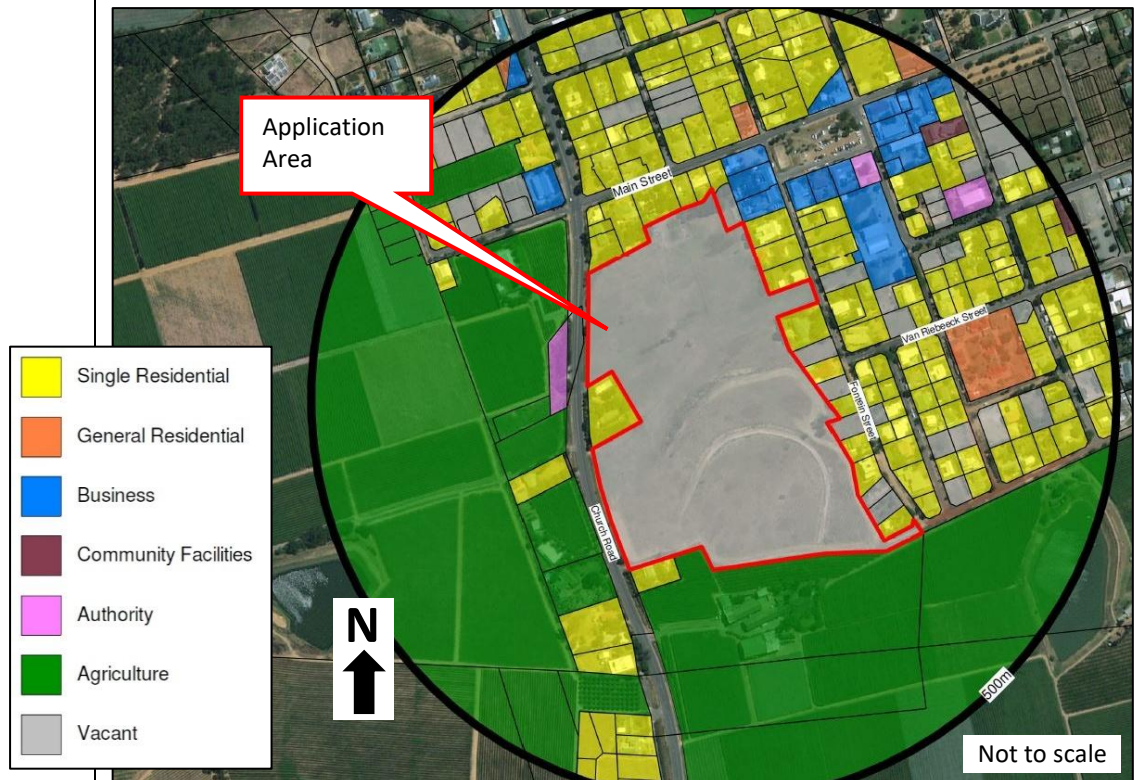 Application
Area
Main Street
Van Riebeeck Street
Fontein Street
Church Road
Single Residential
General Residential
Business
Community Facilities
Authority
Agriculture
Vacant
N
500m
Not to scale